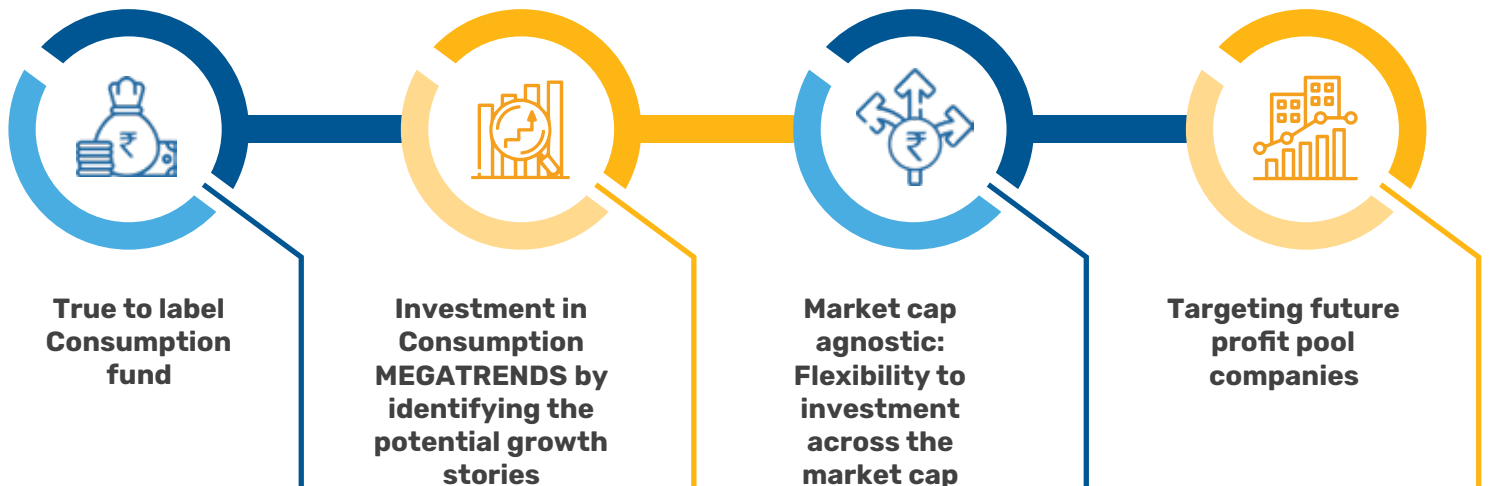 True to label
Consumption
fund
Investment in
Consumption
MEGATRENDS by
identifying the
potential growth
stories
Market cap
agnostic:
Flexibility to
investment
across the
market cap
Targeting future
profit pool
companies